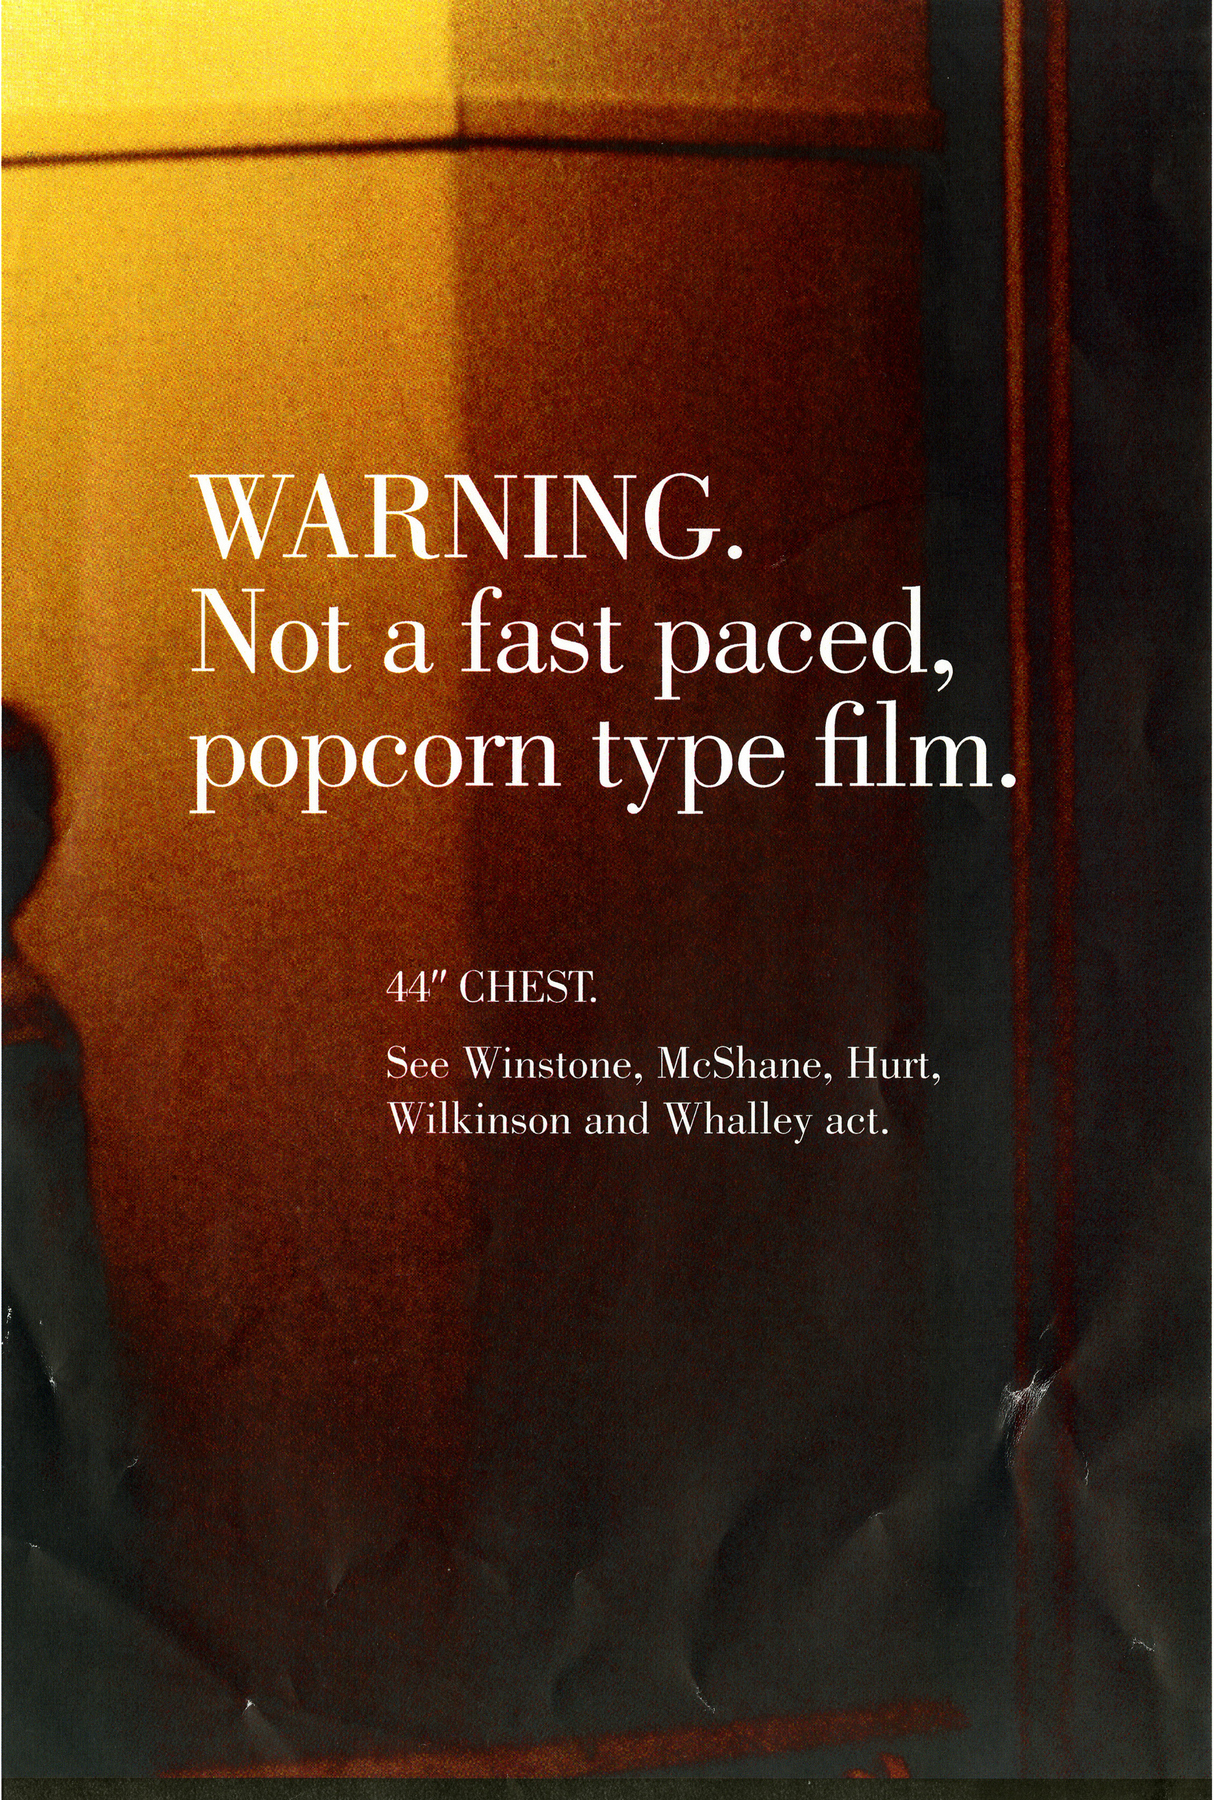 WARNING.
Not a fast paced,
popcorn type film.
44″ CHEST.
See Winstone, McShane, Hurt,
Wilkinson and Whalley act.